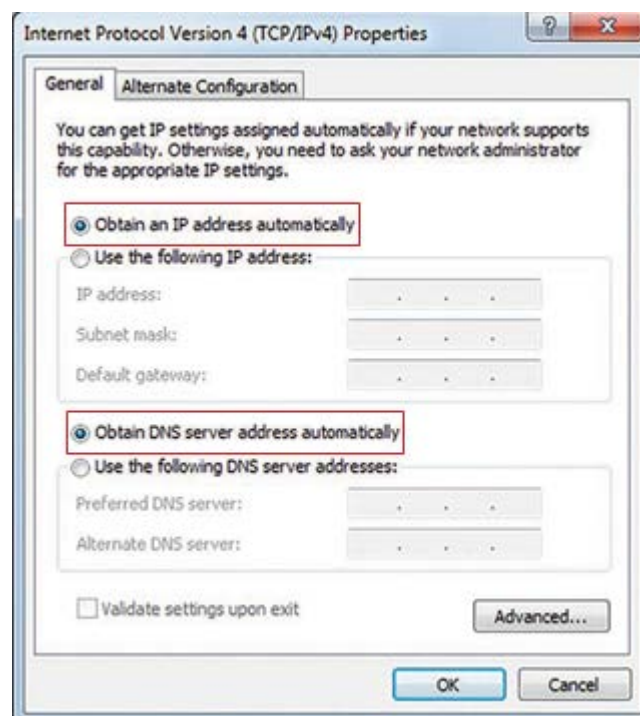 Internet Protocol Version 4 (TCP/IPv4) Properties
General
Alternate Configuration
You can get IP settings assigned automatically if your network supports
this capability. Otherwise, you need to ask your network administrator
for the appropriate IP settings.
Obtain an IP address automatically
Use the following IP address:
IP address:
Subnet mask:
Default gateway:
Obtain DNS server address automatically
Use the following DNS server addresses:
Preferred DNS server:
Alternate DNS server:
Validate settings upon exit
Advanced...
OK
Cancel